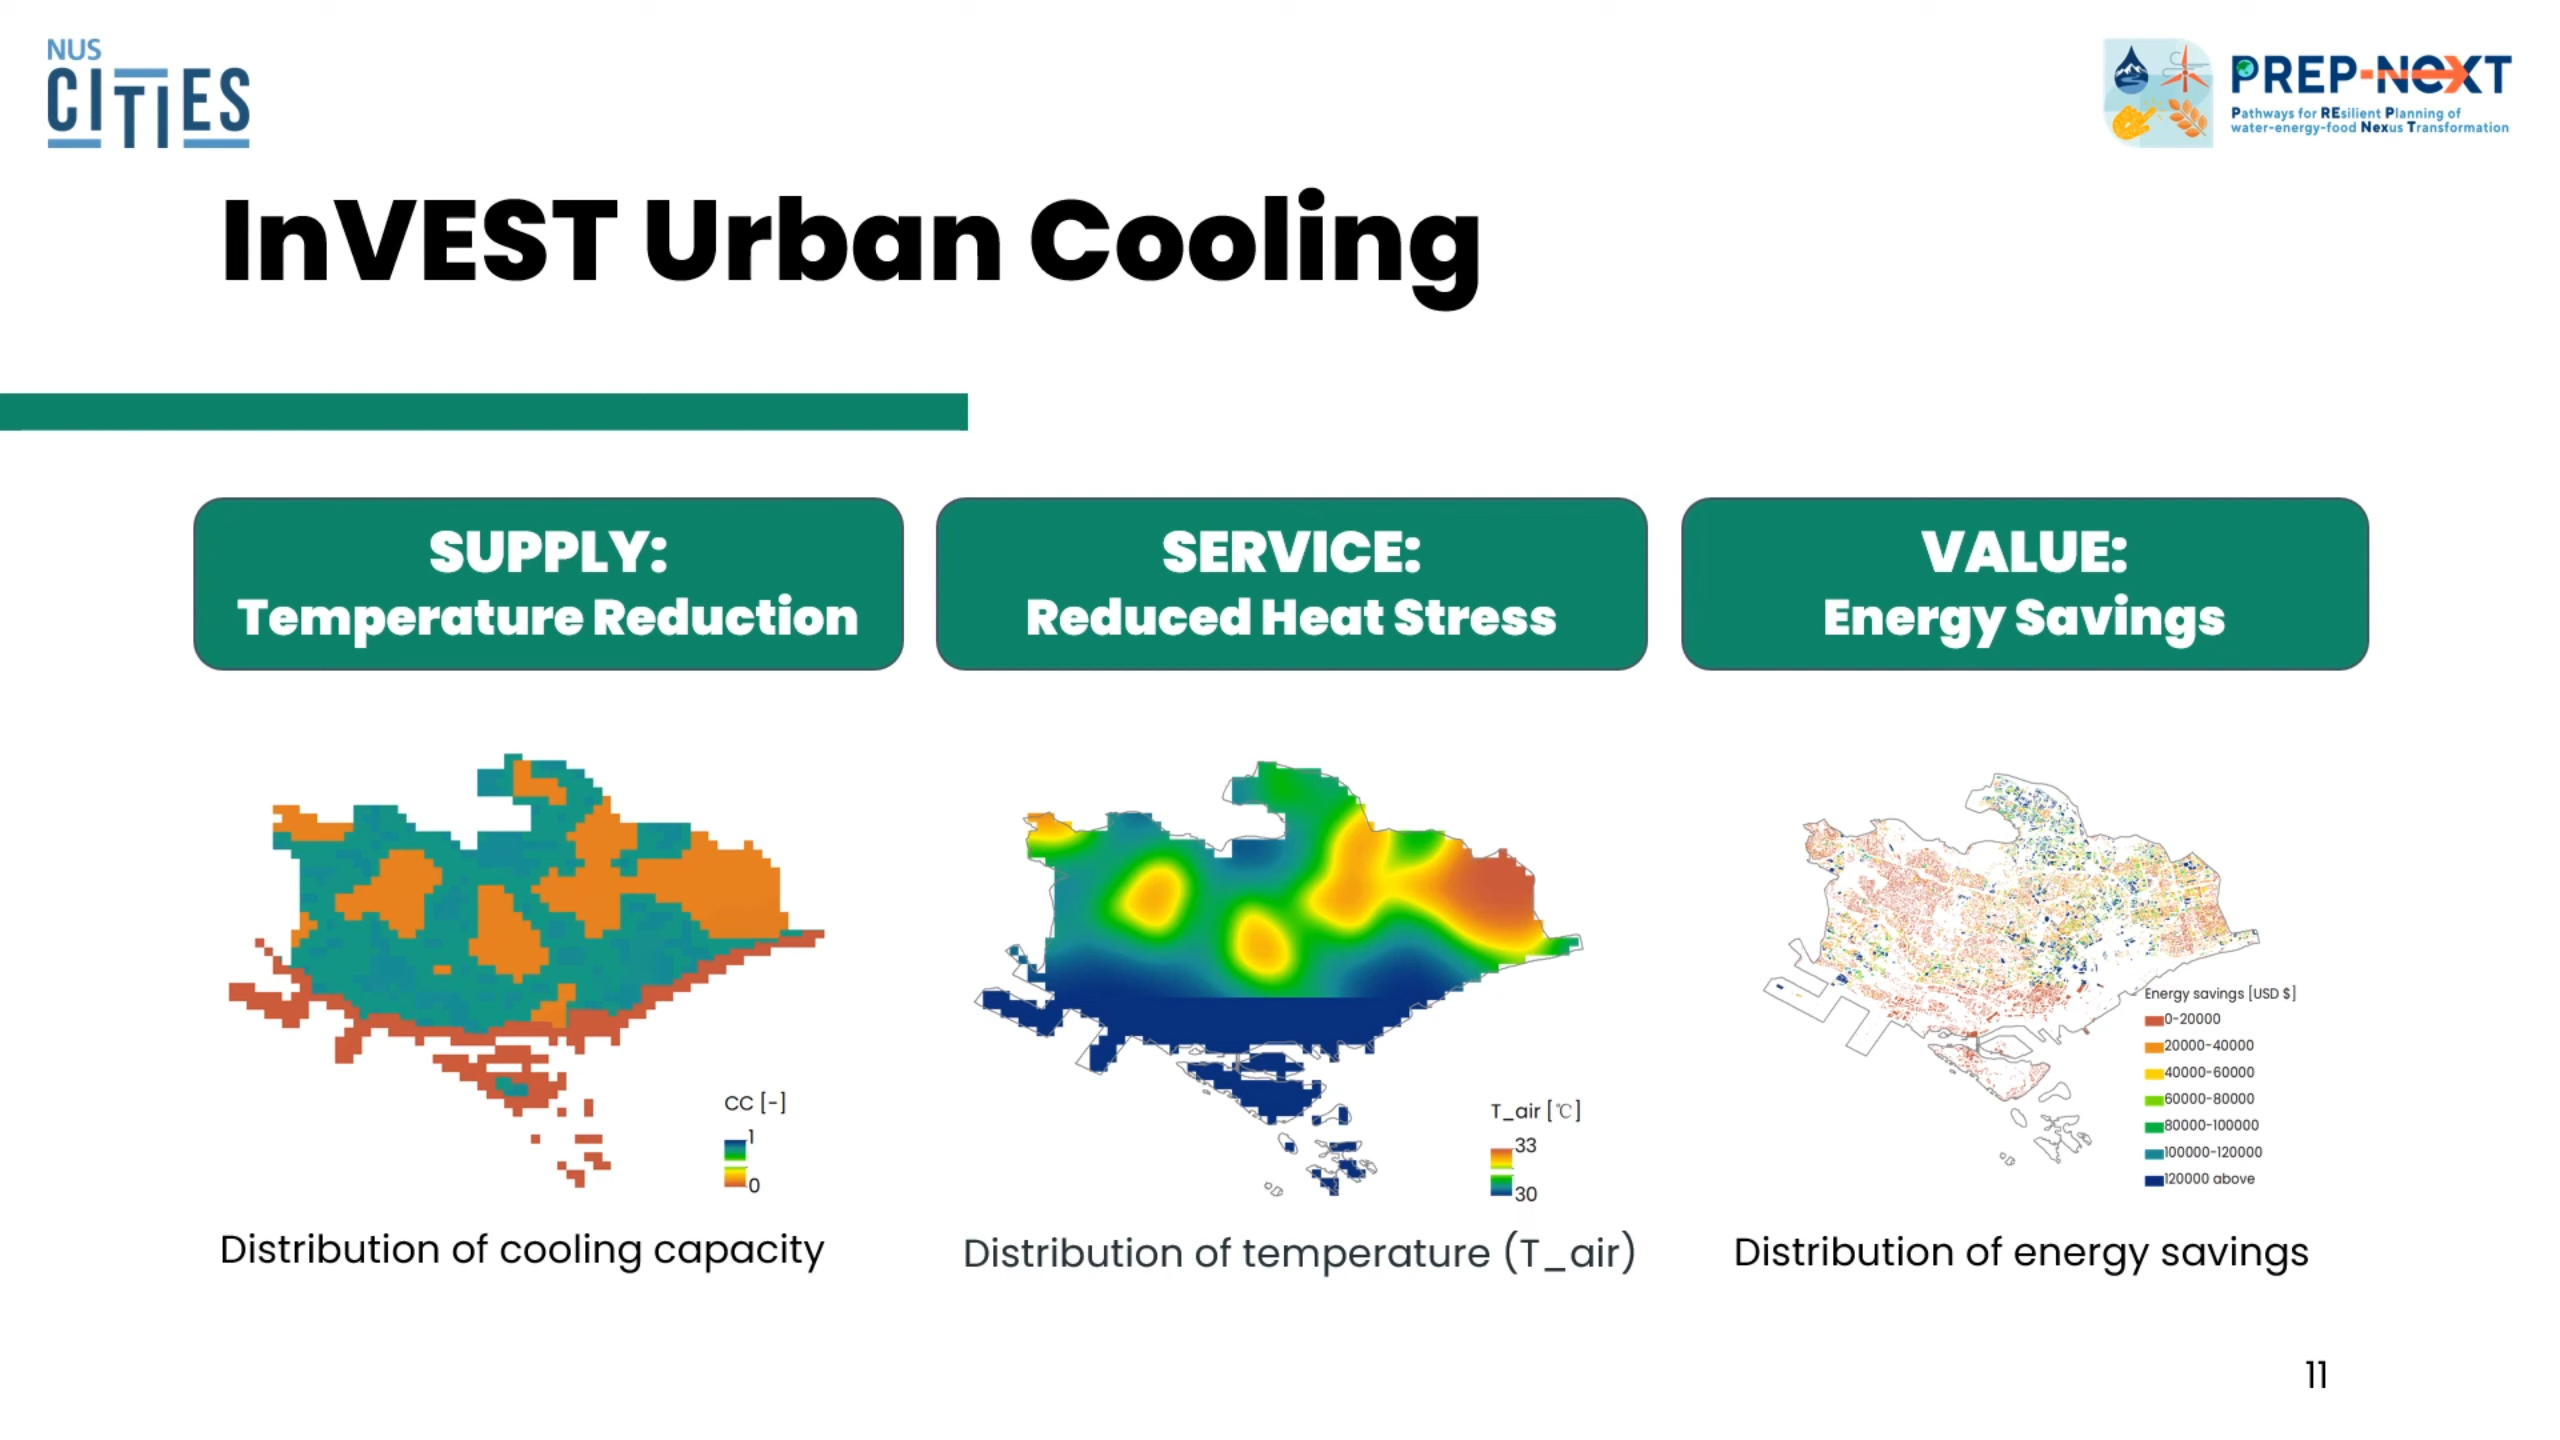 NUS
CITIES
PREP-NEXT
Pathways for REsilient Planning of
water-energy-food Nexus Transformation
InVEST Urban Cooling
SUPPLY:
Temperature Reduction
SERVICE:
Reduced Heat Stress
VALUE:
Energy Savings
CC [-]
1
0
T_air [℃]
33
30
Energy savings [USD $]
0-20000
20000-40000
40000-60000
60000-80000
80000-100000
100000-120000
120000 above
Distribution of cooling capacity
Distribution of temperature (T_air)
Distribution of energy savings
11